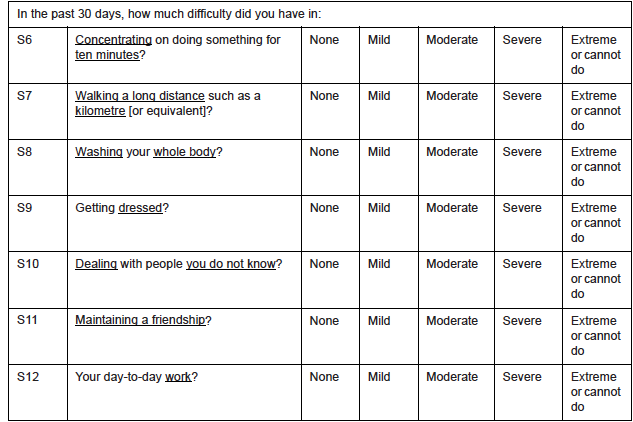 In the past 30 days, how much difficulty did you have in:
S6 Concentrating on doing something for ten minutes? None Mild Moderate Severe Extreme or cannot do
S7 Walking a long distance such as a kilometre [or equivalent]? None Mild Moderate Severe Extreme or cannot do
S8 Washing your whole body? None Mild Moderate Severe Extreme or cannot do
S9 Getting dressed? None Mild Moderate Severe Extreme or cannot do
S10 Dealing with people you do not know? None Mild Moderate Severe Extreme or cannot do
S11 Maintaining a friendship? None Mild Moderate Severe Extreme or cannot do
S12 Your day-to-day work? None Mild Moderate Severe Extreme or cannot do